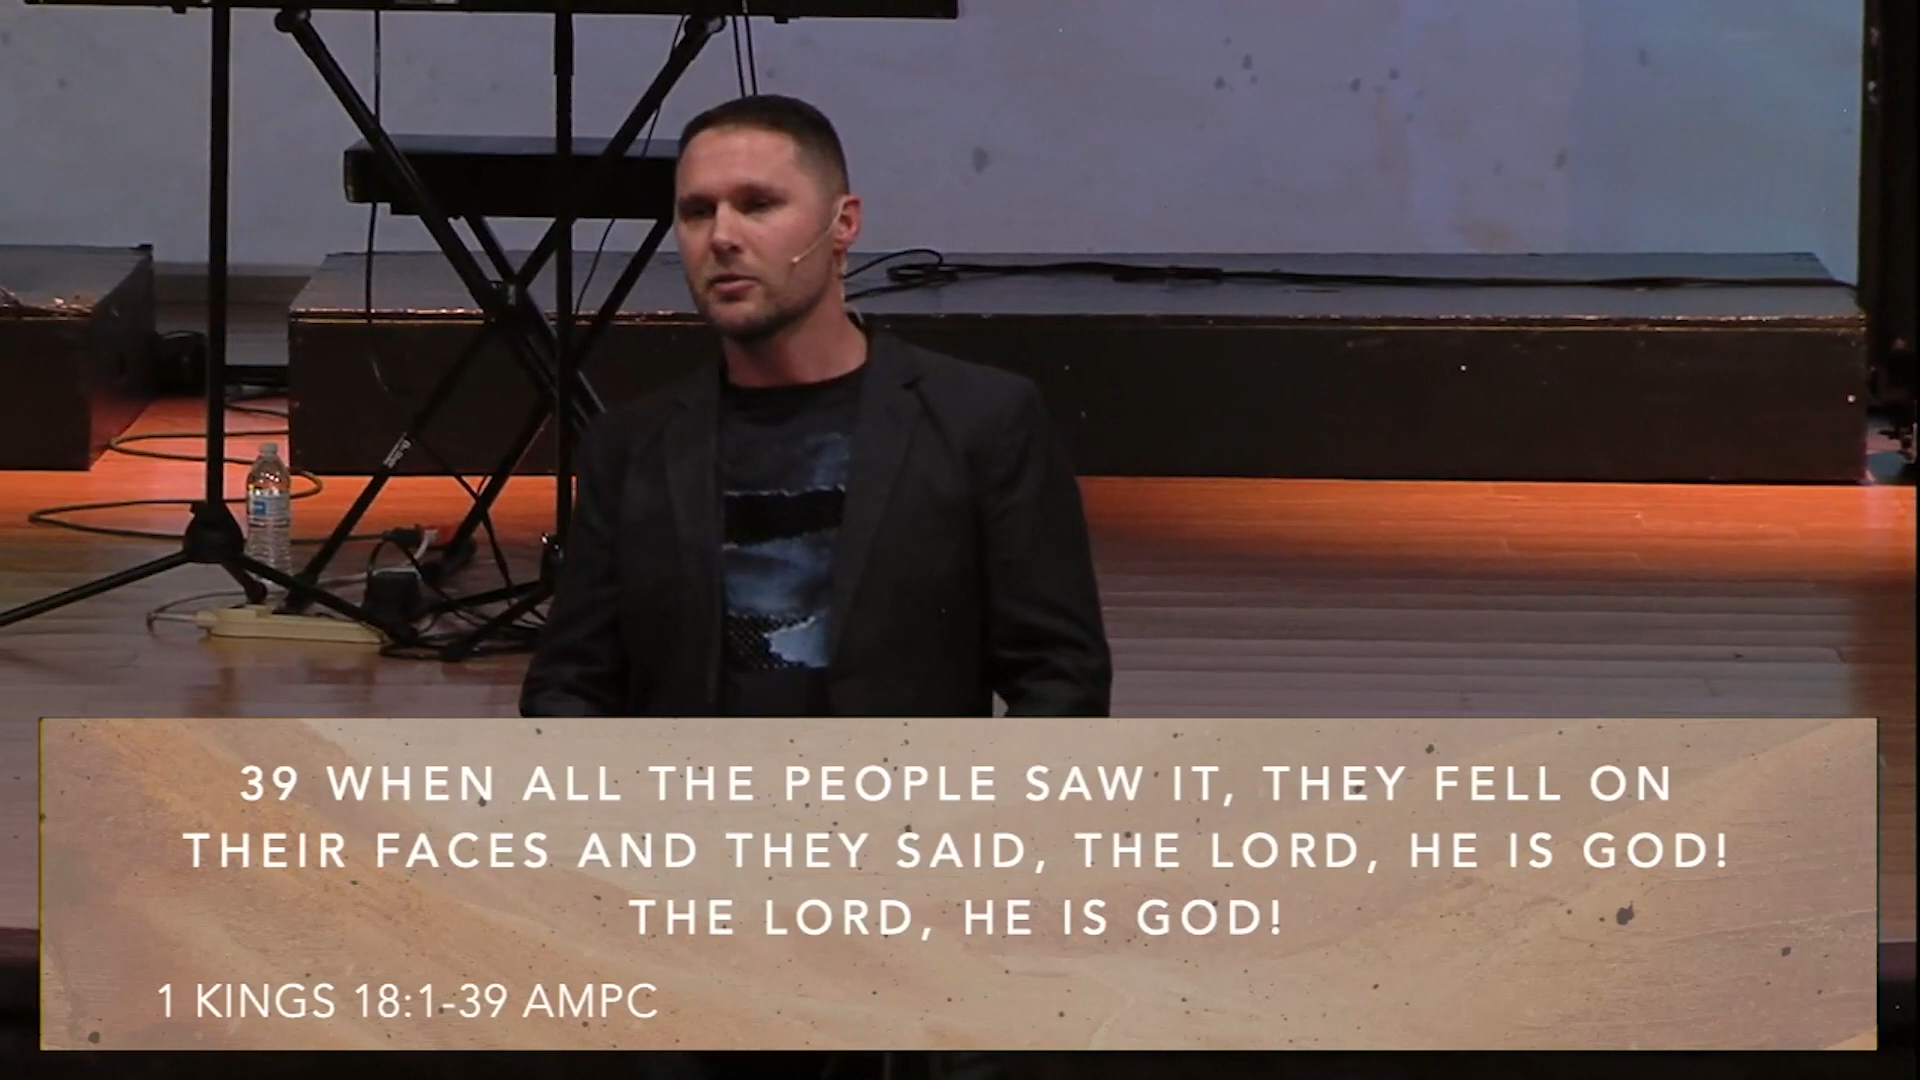 39 WHEN ALL THE PEOPLE SAW IT, THEY FELL ON
THEIR FACES AND THEY SAID, THE LORD, HE IS GOD!
THE LORD, HE IS GOD!
1 KINGS 18:1-39 AMPC